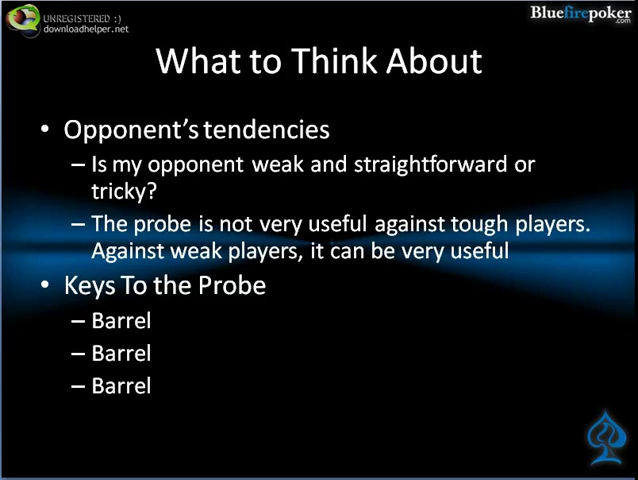 UNREGISTERED :)
downloadhelper.net
Bluefirepoker
.com
What to Think About
• Opponent's tendencies
– Is my opponent weak and straightforward or
tricky?
– The probe is not very useful against tough players.
Against weak players, it can be very useful
• Keys To the Probe
– Barrel
– Barrel
– Barrel